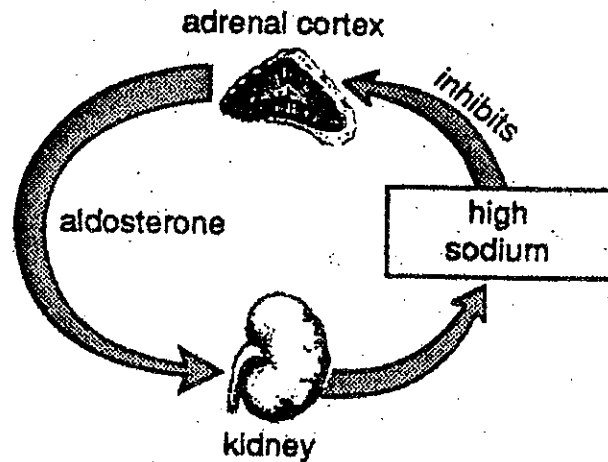 adrenal cortex
inhibits
aldosterone
high
sodium
kidney